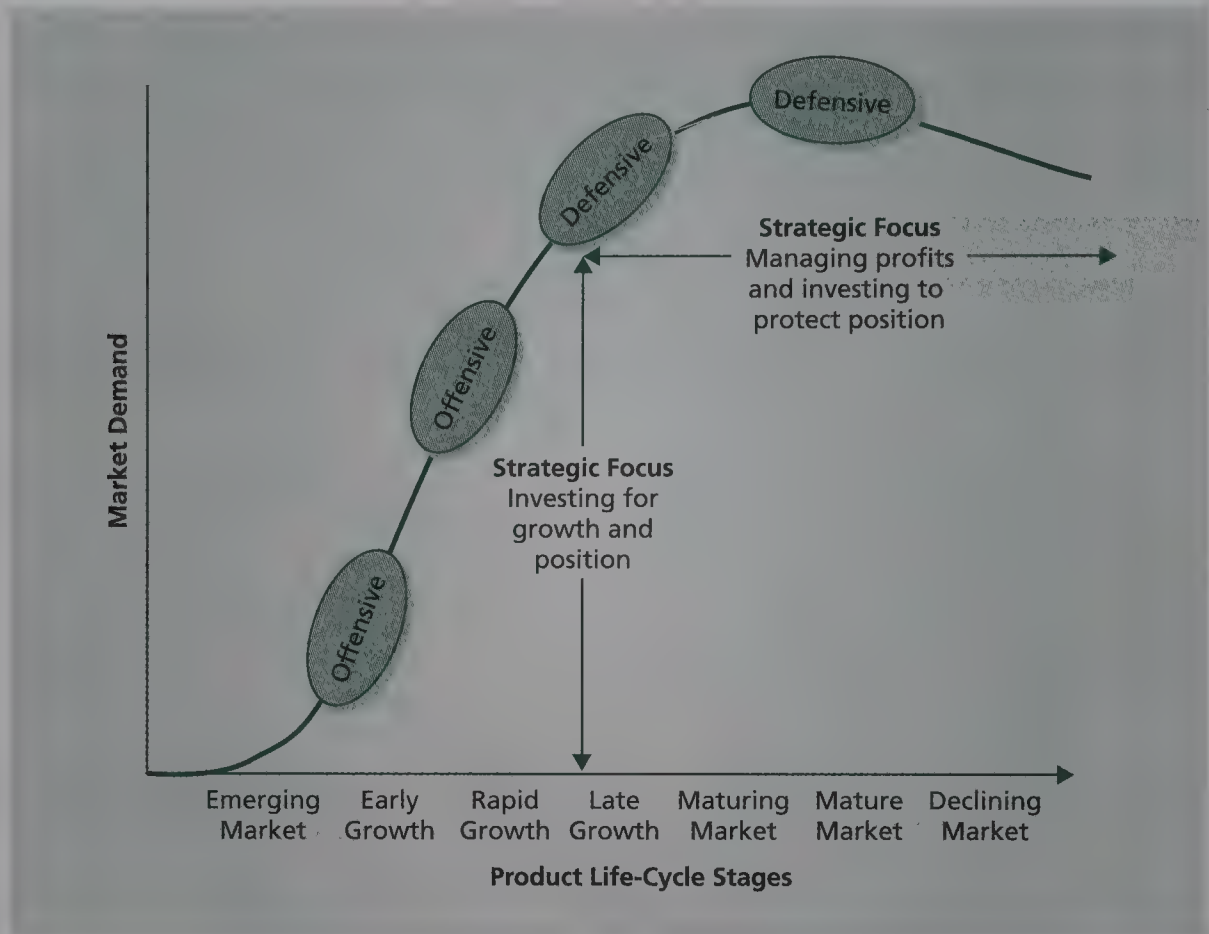 Defensive
Defensive
Strategic Focus
Managing profits
and investing to
protect position
Offensive
Market Demand
Strategic Focus
Investing for
growth and
position
Offensive
Emerging Market
Early Growth
Rapid Growth
Late Growth
Maturing Market
Mature Market
Declining Market
Product Life-Cycle Stages